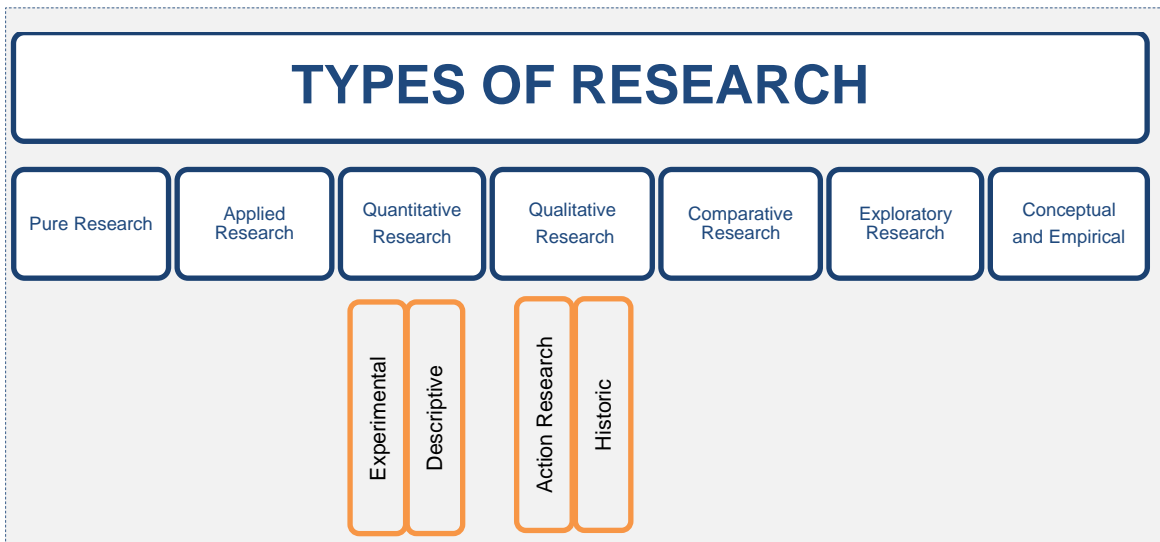 TYPES OF RESEARCH
Pure Research
Applied
Research
Quantitative
Research
Qualitative
Research
Comparative
Research
Exploratory
Research
Conceptual
and Empirical
Experimental
Descriptive
Action Research
Historic